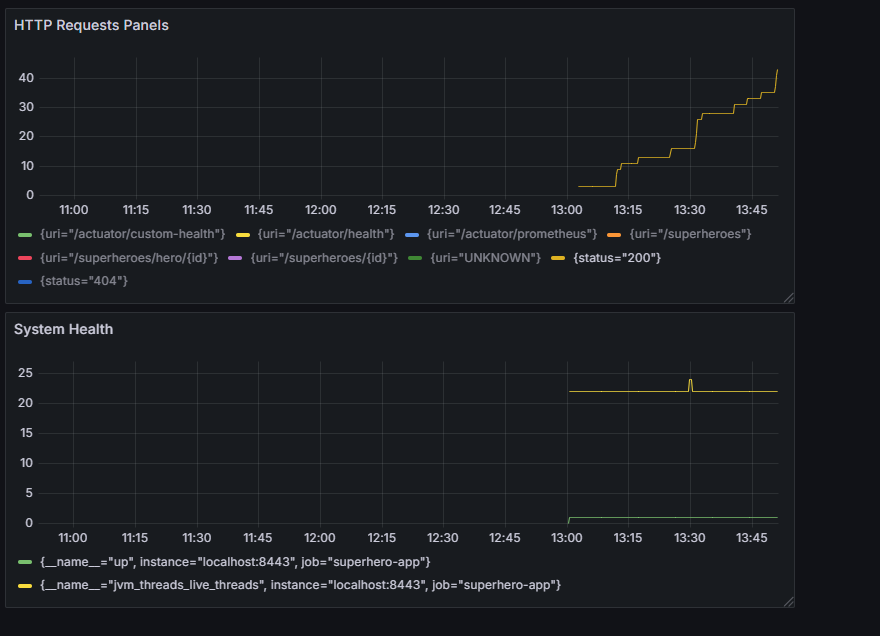 HTTP Requests Panels
40
30
20
10
0
11:00 11:15 11:30 11:45 12:00 12:15 12:30 12:45 13:00 13:15 13:30 13:45
{uri="/actuator/custom-health"} {uri="/actuator/health"} {uri="/actuator/prometheus"} {uri="/superheroes"}
{uri="/superheroes/hero/{id}"} {uri="/superheroes/{id}"} {uri="UNKNOWN"} {status="200"}
{status="404"}
System Health
25
20
15
10
5
0
11:00 11:15 11:30 11:45 12:00 12:15 12:30 12:45 13:00 13:15 13:30 13:45
{__name__="up", instance="localhost:8443", job="superhero-app"}
{__name__="jvm_threads_live_threads", instance="localhost:8443", job="superhero-app"}